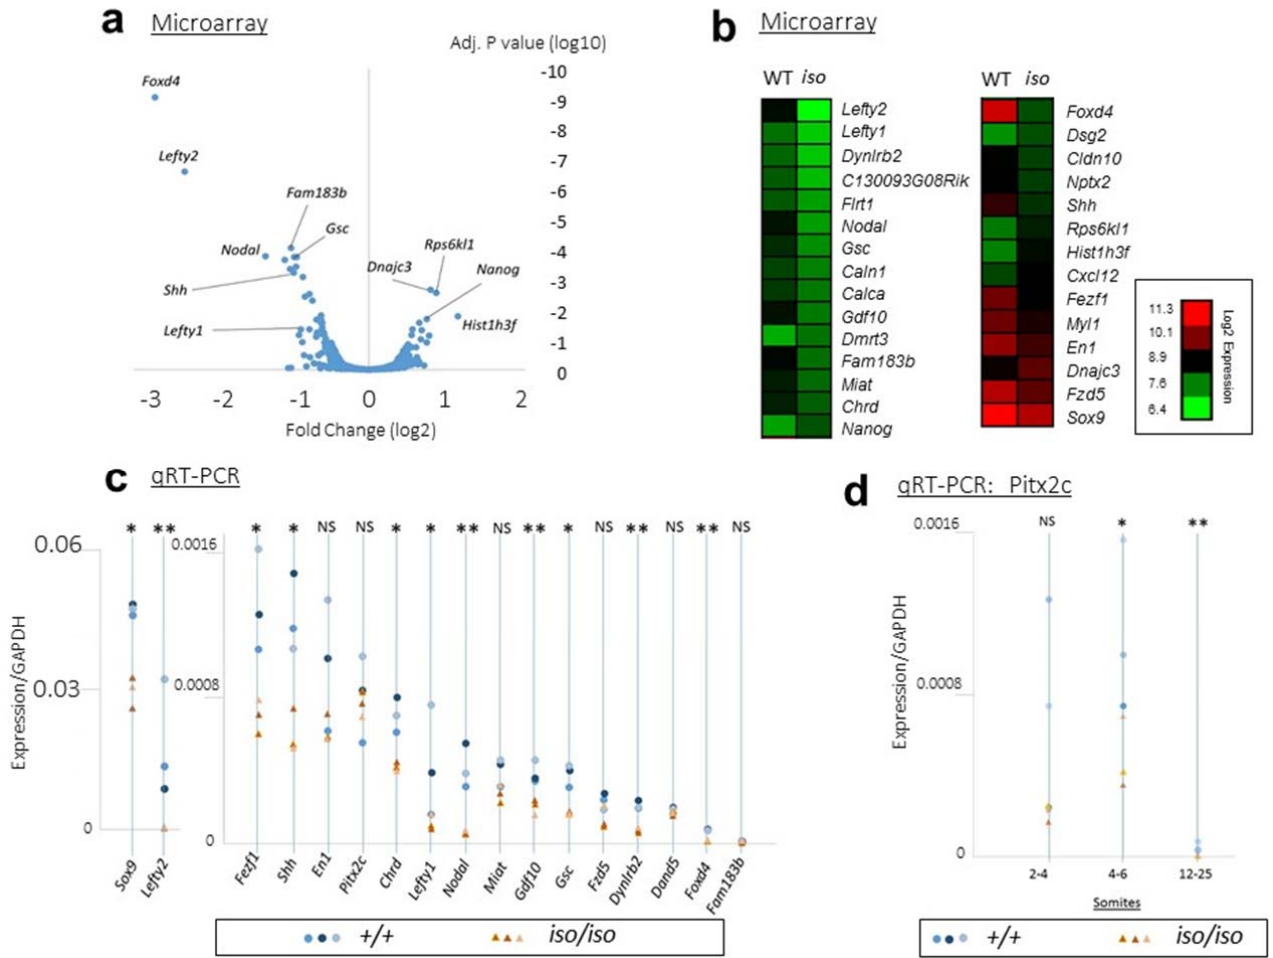 a Microarray
Adj. P value (log10)
-10
-9
-8
-7
-6
-5
-4
-3
-2
-1
0
Foxd4
Lefty2
Fam183b
Gsc
Nodal
Shh
Lefty1
Rps6kl1
Dnajc3
Nanog
Hist1h3f
-3 -2 -1 0 1 2
Fold Change (log2)
b Microarray
WT iso
Lefty2
Lefty1
Dynlrb2
C130093G08Rik
Flrt1
Nodal
Gsc
Caln1
Calca
Gdf10
Dmrt3
Fam183b
Miat
Chrd
Nanog
WT iso
Foxd4
Dsg2
Cldn10
Nptx2
Shh
Rps6kl1
Hist1h3f
Cxcl12
Fezf1
Myl1
En1
Dnajc3
Fzd5
Sox9
11.3
10.1
8.9
7.6
6.4
Log2 Expression
c qRT-PCR
* **
0.06
0.03
0
Expression/GAPDH
Sox9 Lefty2
* * NS NS * * ** NS ** * NS ** NS ** NS
0.0016
0.0008
0
Fezf1 Shh En1 Pitx2c Chrd Lefty1 Nodal Miat Gdf10 Gsc Fzd5 Dynlrb2 Dand5 Foxd4 Fam183b
+/+ iso/iso
d qRT-PCR: Pitx2c
NS * **
0.0016
0.0008
0
Expression/GAPDH
2-4 4-6 12-25
Somites
+/+ iso/iso